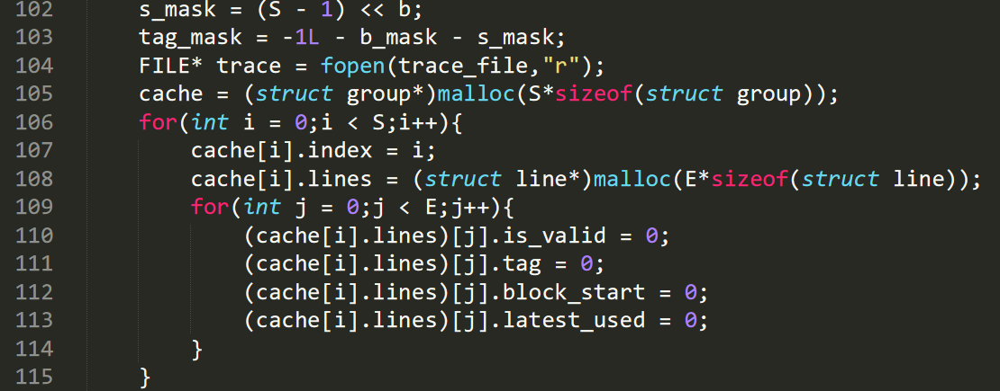 102 s_mask = (S - 1) << b;
103 tag_mask = -1L - b_mask - s_mask;
104 FILE* trace = fopen(trace_file,"r");
105 cache = (struct group*)malloc(S*sizeof(struct group));
106 for(int i = 0;i < S;i++){
107 cache[i].index = i;
108 cache[i].lines = (struct line*)malloc(E*sizeof(struct line));
109 for(int j = 0;j < E;j++){
110 (cache[i].lines)[j].is_valid = 0;
111 (cache[i].lines)[j].tag = 0;
112 (cache[i].lines)[j].block_start = 0;
113 (cache[i].lines)[j].latest_used = 0;
114 }
115 }